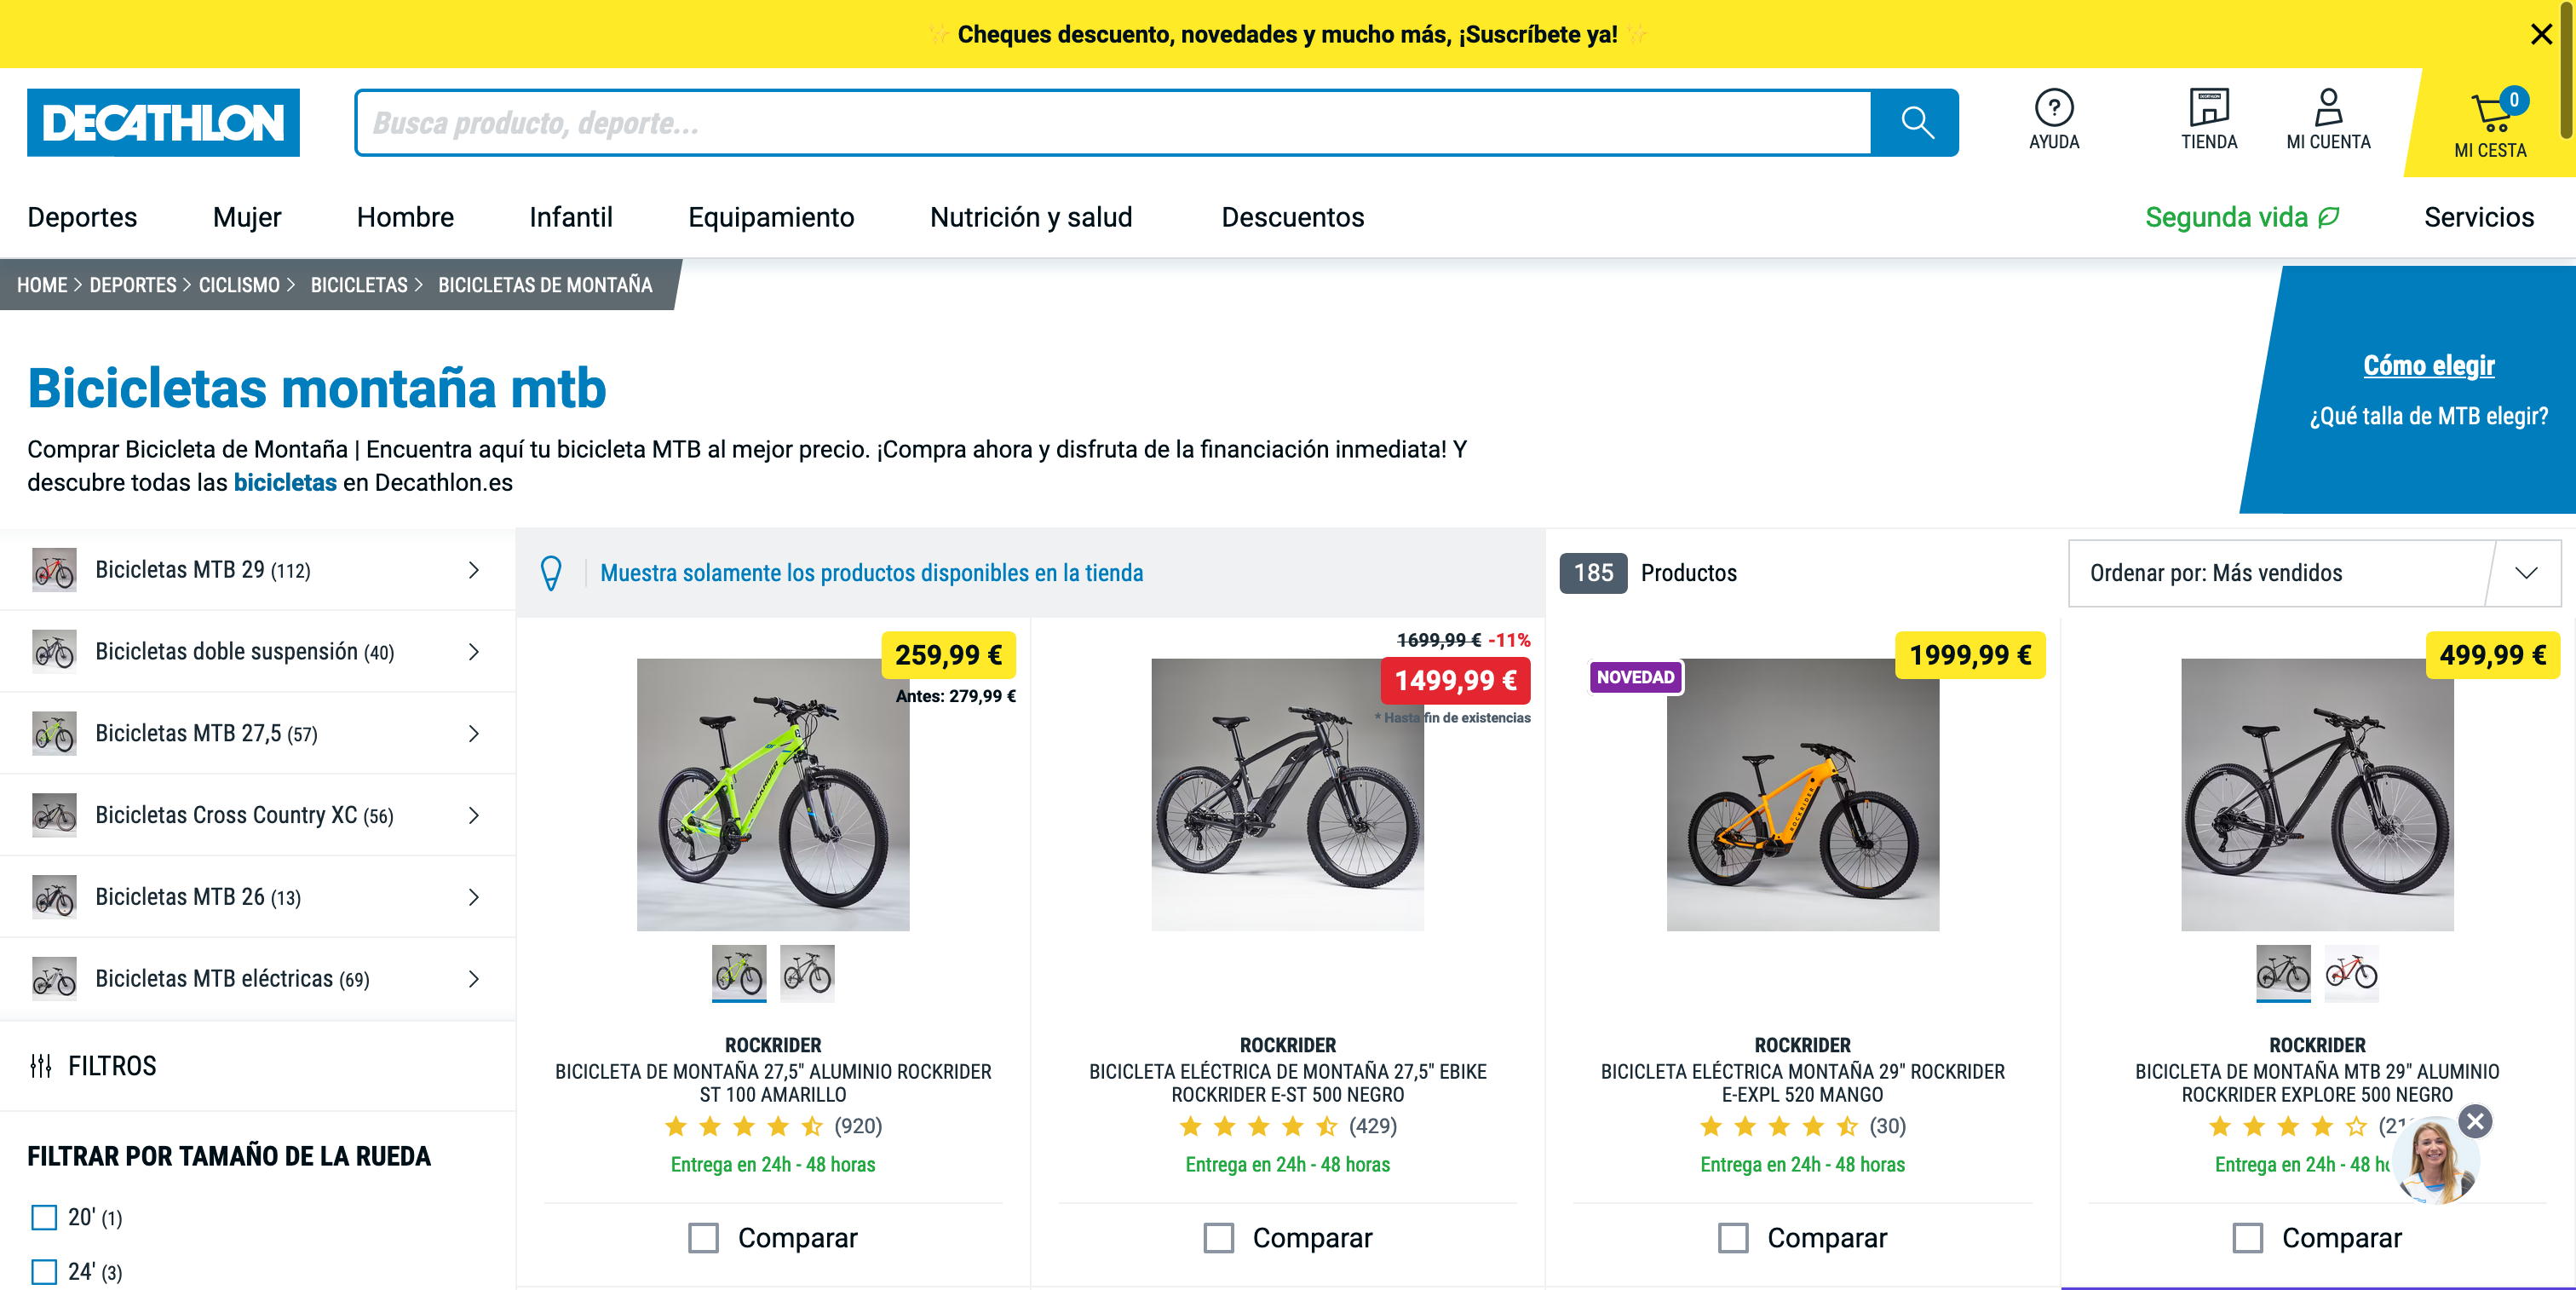 ✨ Cheques descuento, novedades y mucho más, ¡Suscríbete ya! ✨
DECATHLON
Busca producto, deporte...
AYUDA
TIENDA
MI CUENTA
0
MI CESTA
Deportes
Mujer
Hombre
Infantil
Equipamiento
Nutrición y salud
Descuentos
Segunda vida
Servicios
HOME > DEPORTES > CICLISMO > BICICLETAS > BICICLETAS DE MONTAÑA
Bicicletas montaña mtb
Comprar Bicicleta de Montaña | Encuentra aquí tu bicicleta MTB al mejor precio. ¡Compra ahora y disfruta de la financiación inmediata! Y
descubre todas las bicicletas en Decathlon.es
Cómo elegir
¿Qué talla de MTB elegir?
Bicicletas MTB 29 (112)
Bicicletas doble suspensión (40)
Bicicletas MTB 27,5 (57)
Bicicletas Cross Country XC (56)
Bicicletas MTB 26 (13)
Bicicletas MTB eléctricas (69)
FILTROS
FILTRAR POR TAMAÑO DE LA RUEDA
20' (1)
24' (3)
Muestra solamente los productos disponibles en la tienda
185 Productos
Ordenar por: Más vendidos
259,99 €
Antes: 279,99 €
ROCKRIDER
ROCKRIDER
BICICLETA DE MONTAÑA 27,5" ALUMINIO ROCKRIDER
ST 100 AMARILLO
(920)
Entrega en 24h - 48 horas
Comparar
1699,99 € -11%
1499,99 €
* Hasta fin de existencias
ROCKRIDER
BICICLETA ELÉCTRICA DE MONTAÑA 27,5" EBIKE
ROCKRIDER E-ST 500 NEGRO
(429)
Entrega en 24h - 48 horas
Comparar
NOVEDAD
1999,99 €
ROCKRIDER
ROCKRIDER
BICICLETA ELÉCTRICA MONTAÑA 29" ROCKRIDER
E-EXPL 520 MANGO
(30)
Entrega en 24h - 48 horas
Comparar
499,99 €
ROCKRIDER
BICICLETA DE MONTAÑA MTB 29" ALUMINIO
ROCKRIDER EXPLORE 500 NEGRO
Entrega en 24h - 48
Comparar